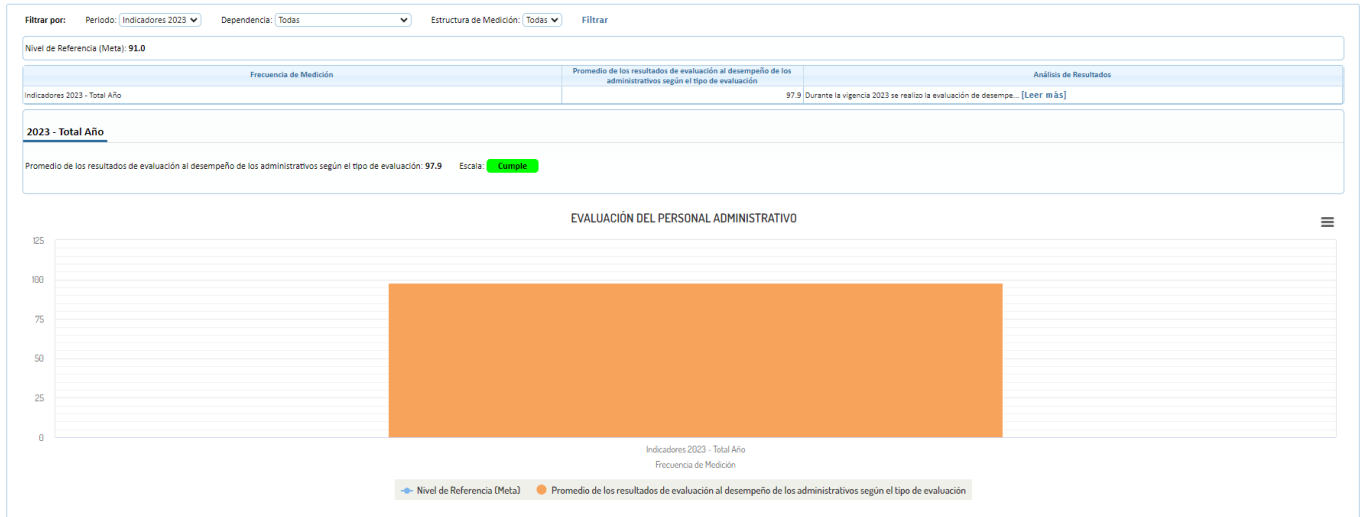 Filtrar por: Periodo: Indicadores 2023 Dependencia: Todas Estructura de Medición: Todas Filtrar
Nivel de Referencia (Meta): 91.0
Frecuencia de Medición
Promedio de los resultados de evaluación al desempeño de los
administrativos según el tipo de evaluación
Análisis de Resultados
Indicadores 2023 - Total Año 97.9 Durante la vigencia 2023 se realizo la evaluación de desempe... [Leer más]
2023 - Total Año
Promedio de los resultados de evaluación al desempeño de los administrativos según el tipo de evaluación: 97.9 Escala: Cumple
EVALUACIÓN DEL PERSONAL ADMINISTRATIVO
125
100
75
50
25
0
Indicadores 2023 - Total Año
Frecuencia de Medición
Nivel de Referencia (Meta) Promedio de los resultados de evaluación al desempeño de los administrativos según el tipo de evaluación